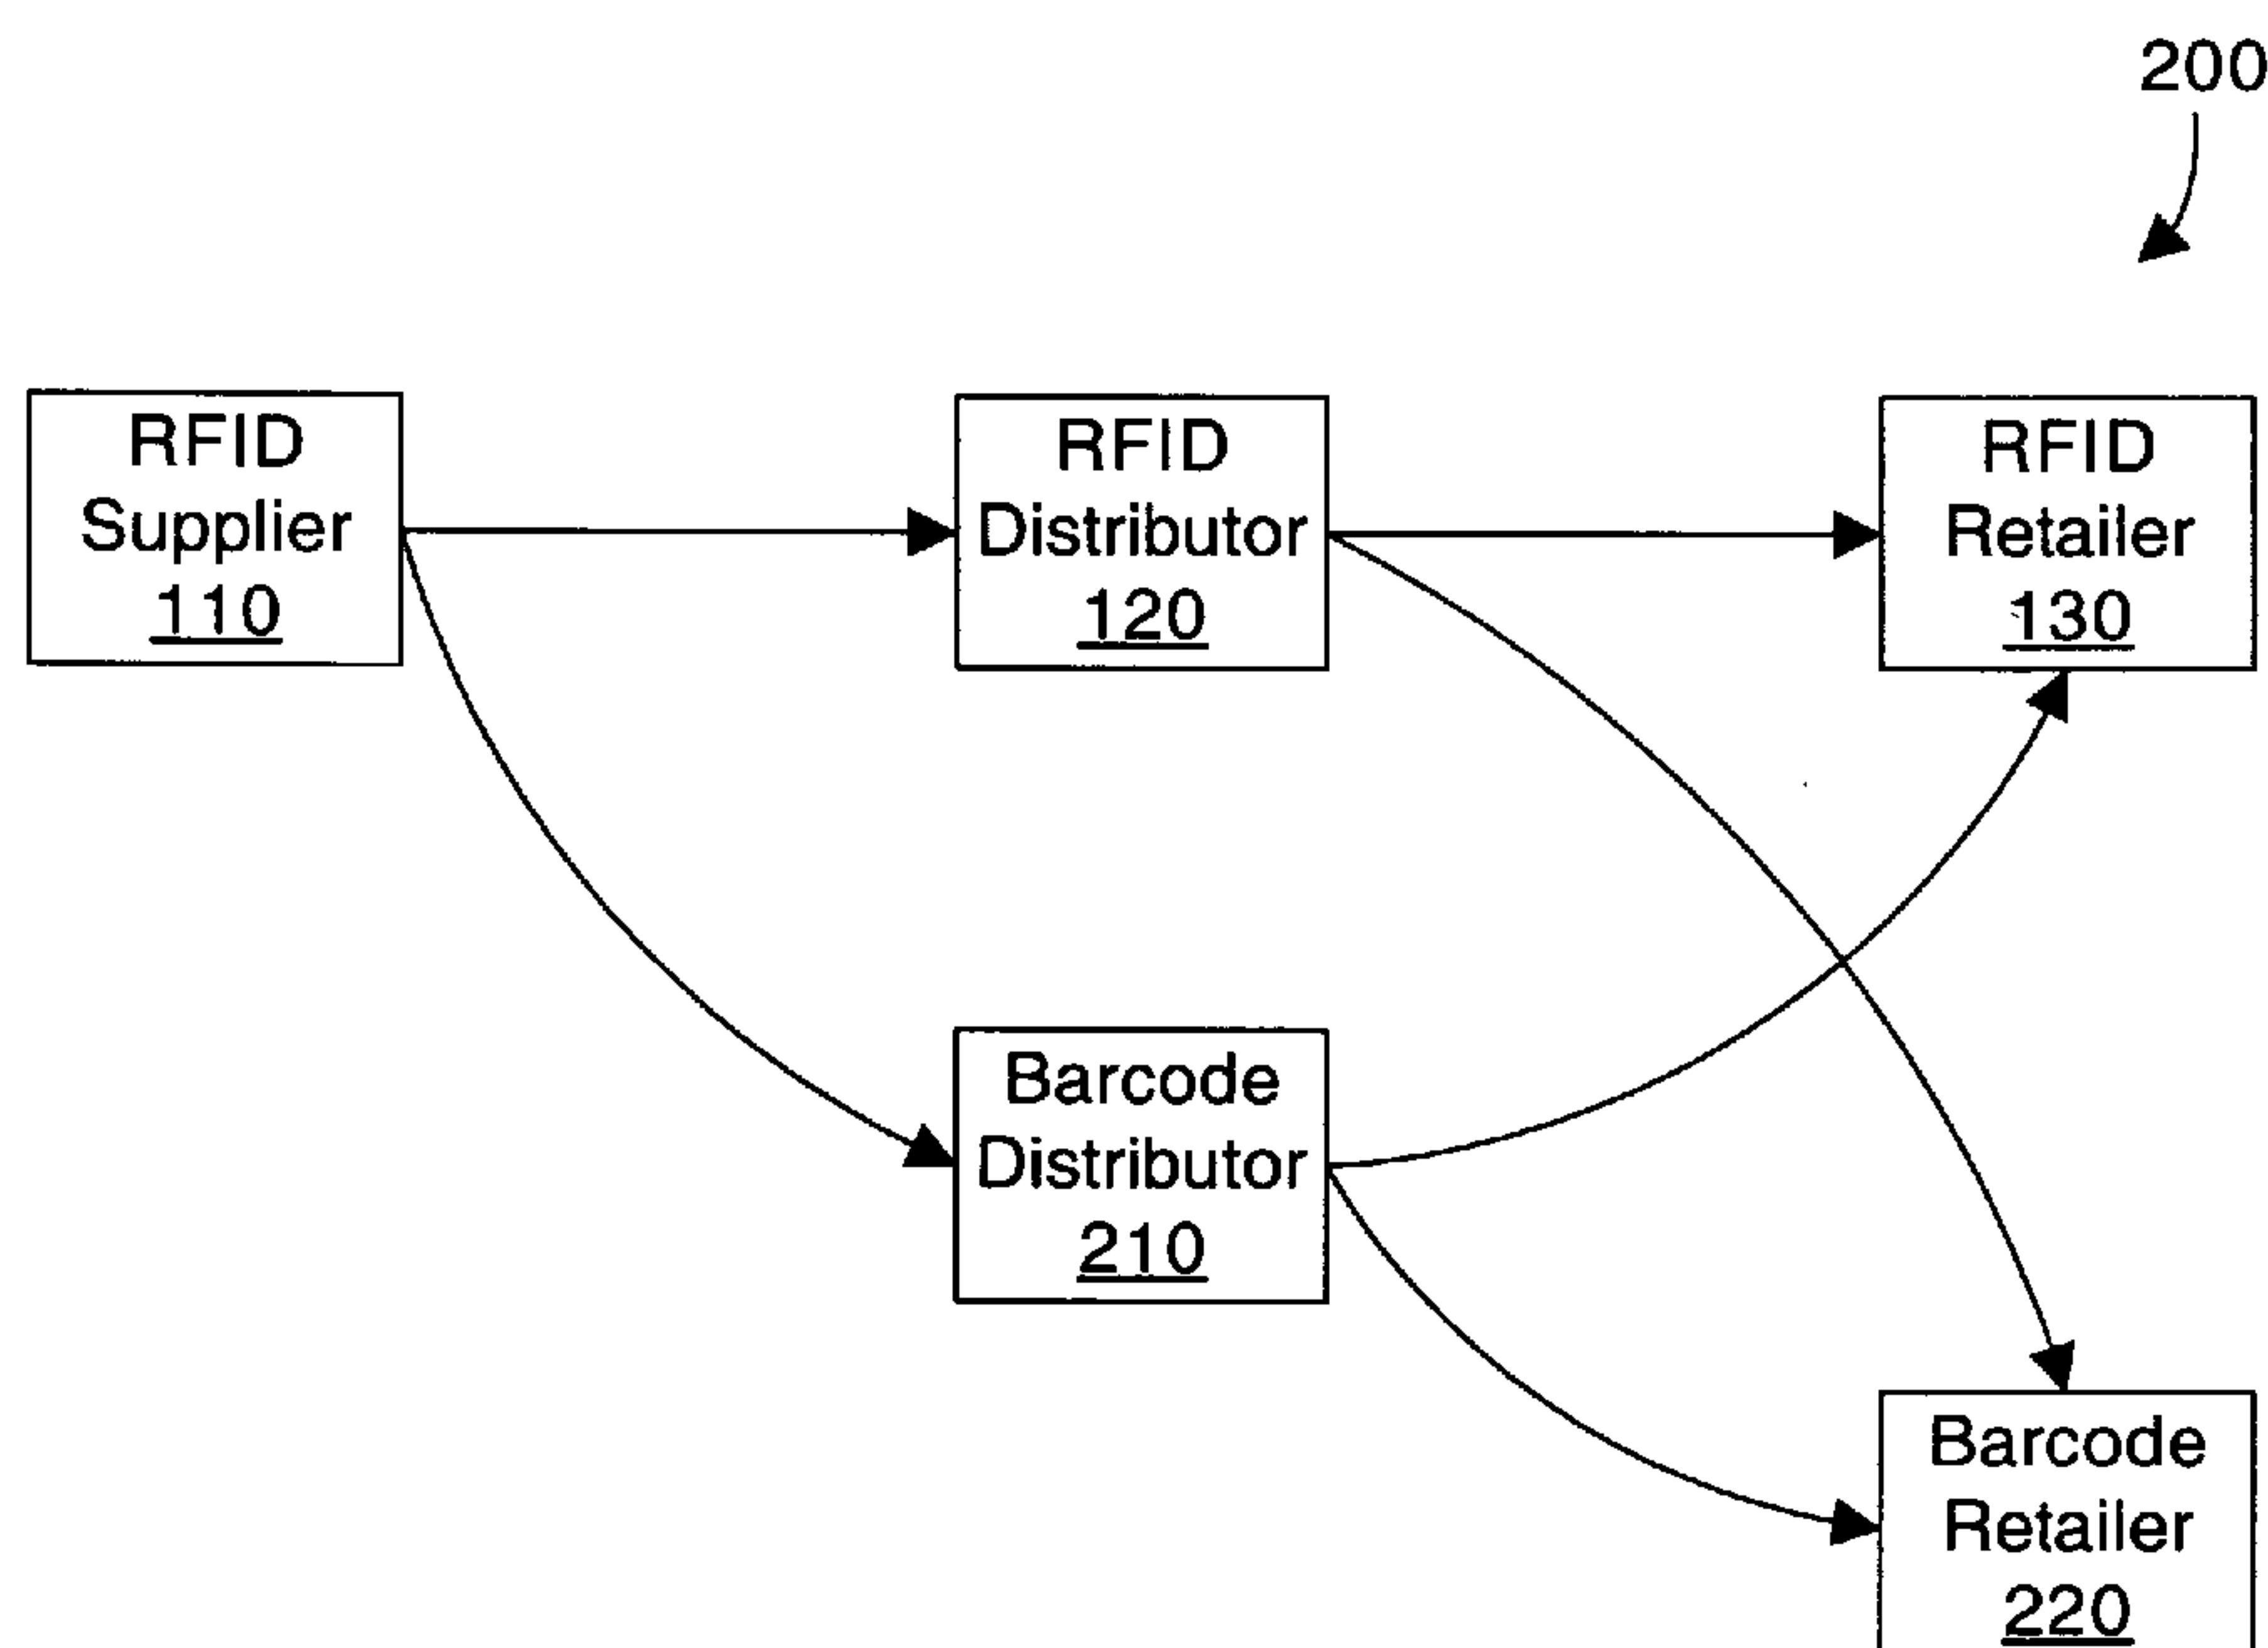 200
RFID
Supplier
110
RFID
Distributor
120
RFID
Retailer
130
Barcode
Distributor
210
Barcode
Retailer
220